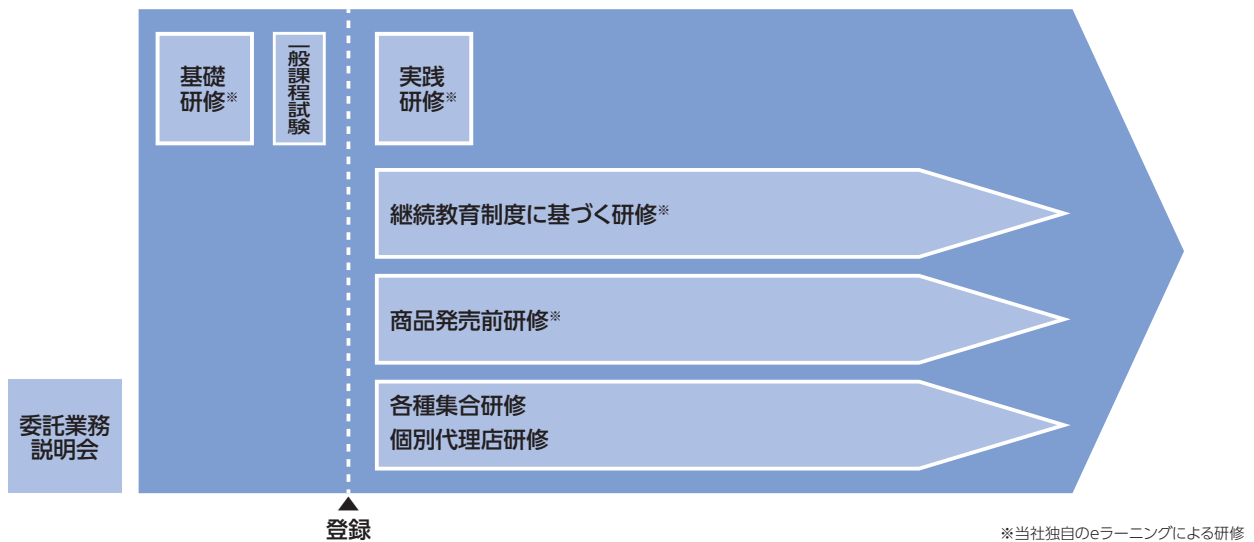 基礎
研修※
一般課程試験
実践
研修※
継続教育制度に基づく研修※
商品発売前研修※
各種集合研修
個別代理店研修
委託業務
説明会
登録
※当社独自のeラーニングによる研修